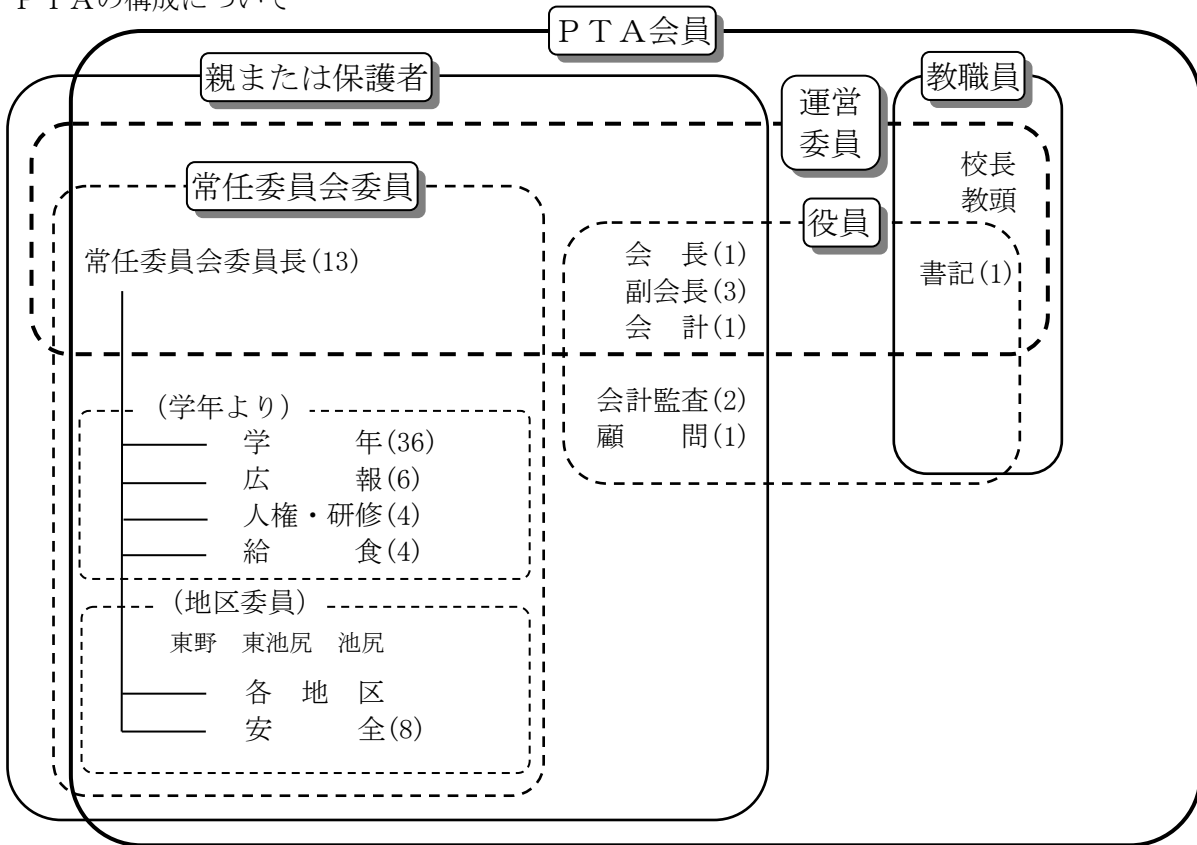 ＰＴＡの構成について
ＰＴＡ会員
親または保護者
教職員
運営
委員
校長
教頭
常任委員会委員
役員
常任委員会委員長(13)
会　長(1)
副会長(3)
会　計(1)
書記(1)
会計監査(2)
顧　　問(1)
(学年より)
学　　　年(36)
広　　　報(6)
人権・研修(4)
給　　　食(4)
(地区委員)
東野　東池尻　池尻
各　地　区
安　　　全(8)